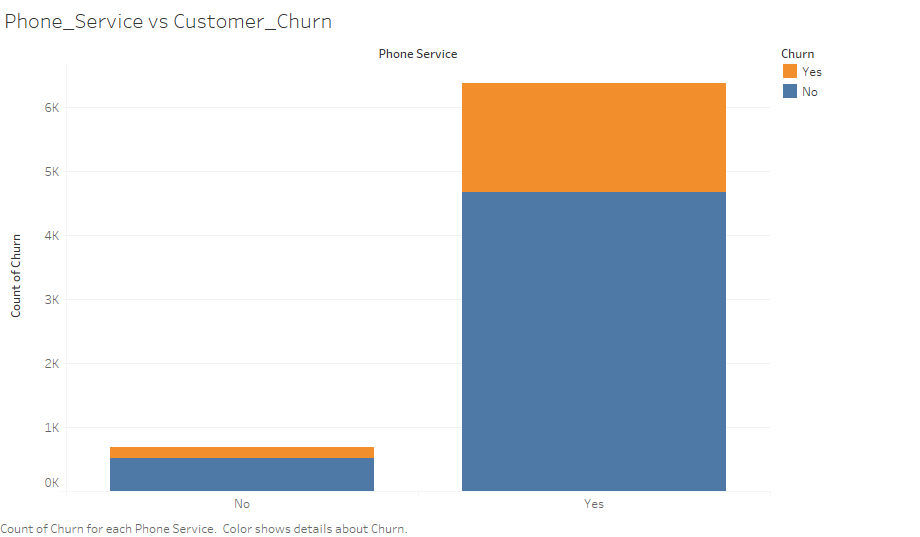 Phone_Service vs Customer_Churn
Phone Service
Churn
Yes
No
6K
5K
4K
3K
2K
1K
0K
Count of Churn
No
Yes
Count of Churn for each Phone Service. Color shows details about Churn.